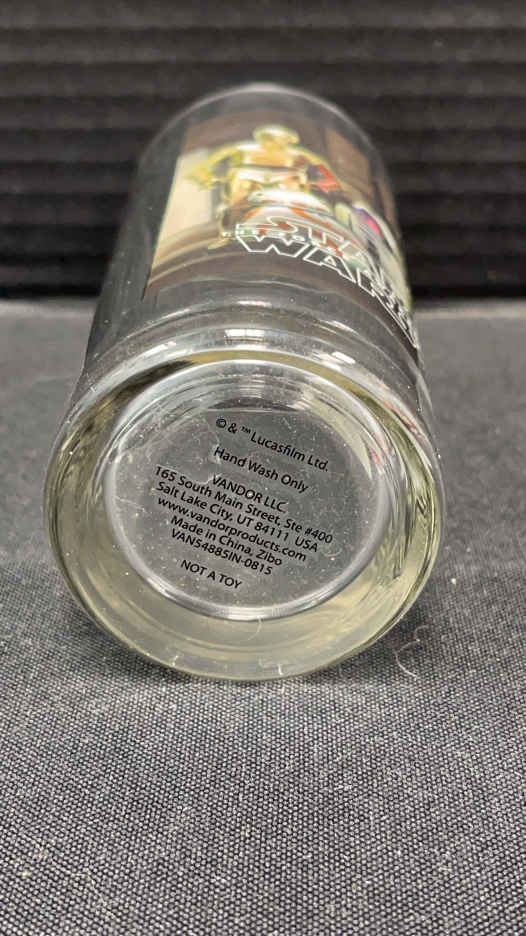 STAR
WARS
© & ™ Lucasfilm Ltd.
Hand Wash Only
VANDOR LLC
165 South Main Street, Ste #400
Salt Lake City, UT 84111 USA
www.vandorproducts.com
Made in China, Zibo
VAN54885IN-0815
NOT A TOY